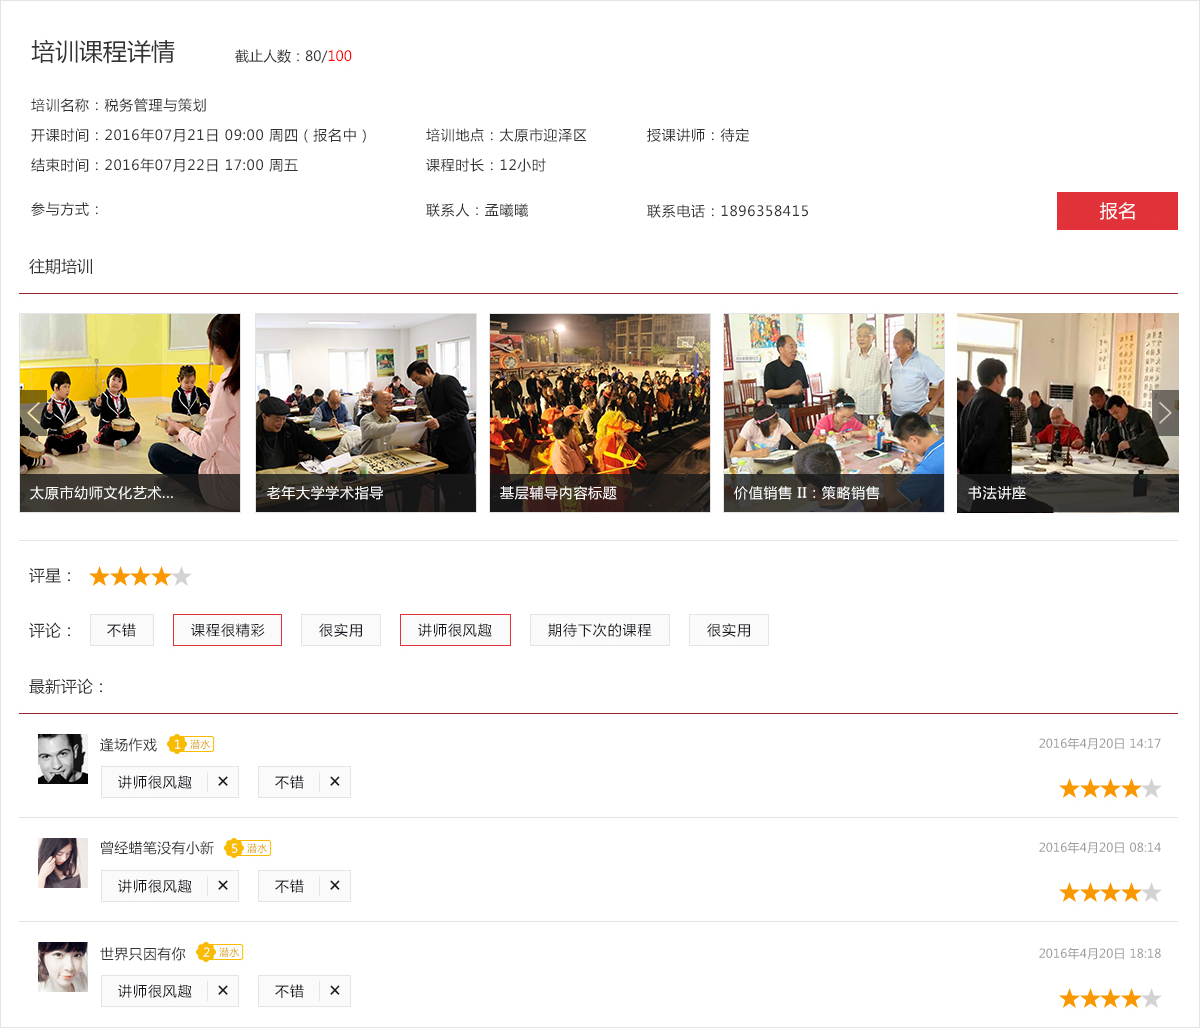 培训课程详情
截止人数：80/100
培训名称：税务管理与策划
开课时间：2016年07月21日 09:00 周四 ( 报名中 )
培训地点：太原市迎泽区
授课讲师：待定
结束时间：2016年07月22日 17:00 周五
课程时长：12小时
参与方式：
联系人：孟曦曦
联系电话：1896358415
报名
往期培训
太原市幼师文化艺术...
老年大学学术指导
基层辅导内容标题
价值销售 II：策略销售
书法讲座
评星：
评论：
不错
课程很精彩
很实用
讲师很风趣
期待下次的课程
很实用
最新评论：
逢场作戏
1 潜水
2016年4月20日 14:17
讲师很风趣 ✕
不错 ✕
曾经蜡笔没有小新
5 潜水
2016年4月20日 08:14
讲师很风趣 ✕
不错 ✕
世界只因有你
2 潜水
2016年4月20日 18:18
讲师很风趣 ✕
不错 ✕